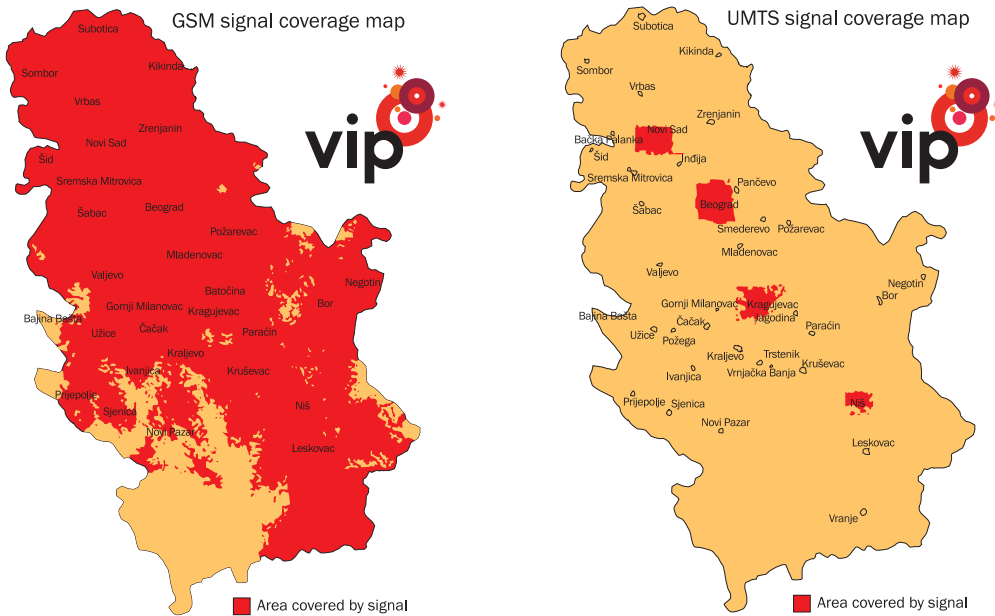 GSM signal coverage map
vip
Subotica
Kikinda
Sombor
Vrbas
Zrenjanin
Novi Sad
Šid
Sremska Mitrovica
Beograd
Šabac
Požarevac
Mladenovac
Valjevo
Negotin
Batočina
Bor
Gornji Milanovac
Kragujevac
Bajina Bašta
Čačak
Paraćin
Užice
Kraljevo
Ivanjica
Kruševac
Prijepolje
Niš
Sjenica
Novi Pazar
Leskovac
Area covered by signal
UMTS signal coverage map
vip
Subotica
Kikinda
Sombor
Vrbas
Zrenjanin
Novi Sad
Bačka Palanka
Šid
Inđija
Sremska Mitrovica
Pančevo
Beograd
Šabac
Smederevo
Požarevac
Mladenovac
Valjevo
Negotin
Bor
Gornji Milanovac
Kragujevac
Bajina Bašta
Jagodina
Čačak
Paraćin
Užice
Požega
Kraljevo
Trstenik
Kruševac
Ivanjica
Vrnjačka Banja
Prijepolje
Sjenica
Niš
Novi Pazar
Leskovac
Vranje
Area covered by signal